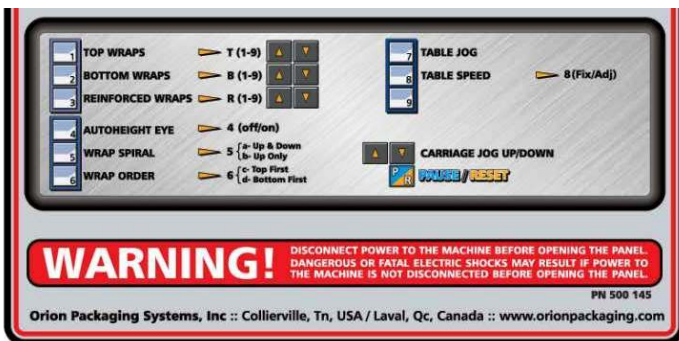 1 TOP WRAPS T (1-9)
2 BOTTOM WRAPS B (1-9)
3 REINFORCED WRAPS R (1-9)
4 AUTOHEIGHT EYE 4 (off/on)
5 WRAP SPIRAL 5 { a- Up & Down
b- Up Only
6 WRAP ORDER 6 { c- Top First
d- Bottom First
7 TABLE JOG
8 TABLE SPEED 8 (Fix/Adj)
9
CARRIAGE JOG UP/DOWN
P/R PAUSE / RESET
WARNING!
DISCONNECT POWER TO THE MACHINE BEFORE OPENING THE PANEL.
DANGEROUS OR FATAL ELECTRIC SHOCKS MAY RESULT IF POWER TO
THE MACHINE IS NOT DISCONNECTED BEFORE OPENING THE PANEL.
PN 500 145
Orion Packaging Systems, Inc :: Collierville, Tn, USA / Laval, Qc, Canada :: www.orionpackaging.com